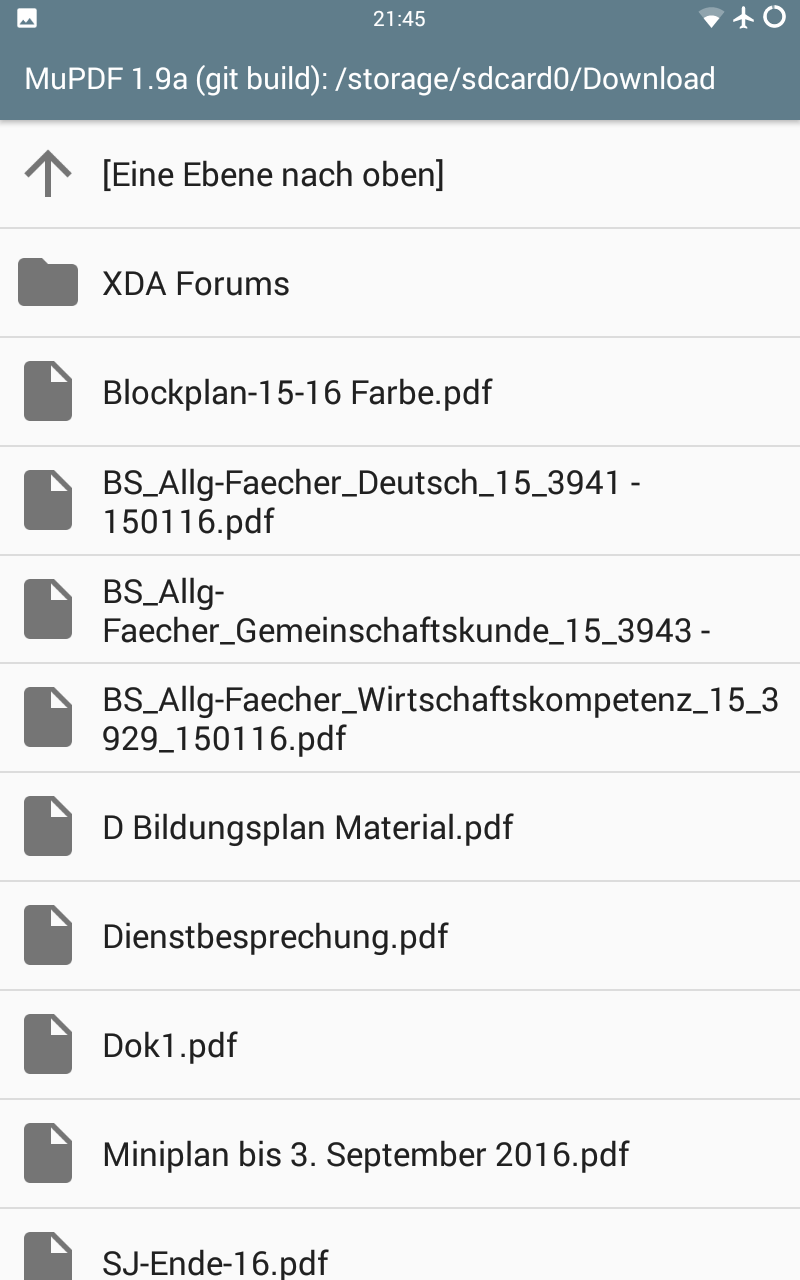 21:45
MuPDF 1.9a (git build): /storage/sdcard0/Download
[Eine Ebene nach oben]
XDA Forums
Blockplan-15-16 Farbe.pdf
BS_Allg-Faecher_Deutsch_15_3941 -
150116.pdf
BS_Allg-
Faecher_Gemeinschaftskunde_15_3943 -
BS_Allg-Faecher_Wirtschaftskompetenz_15_3
929_150116.pdf
D Bildungsplan Material.pdf
Dienstbesprechung.pdf
Dok1.pdf
Miniplan bis 3. September 2016.pdf
SJ-Ende-16.pdf